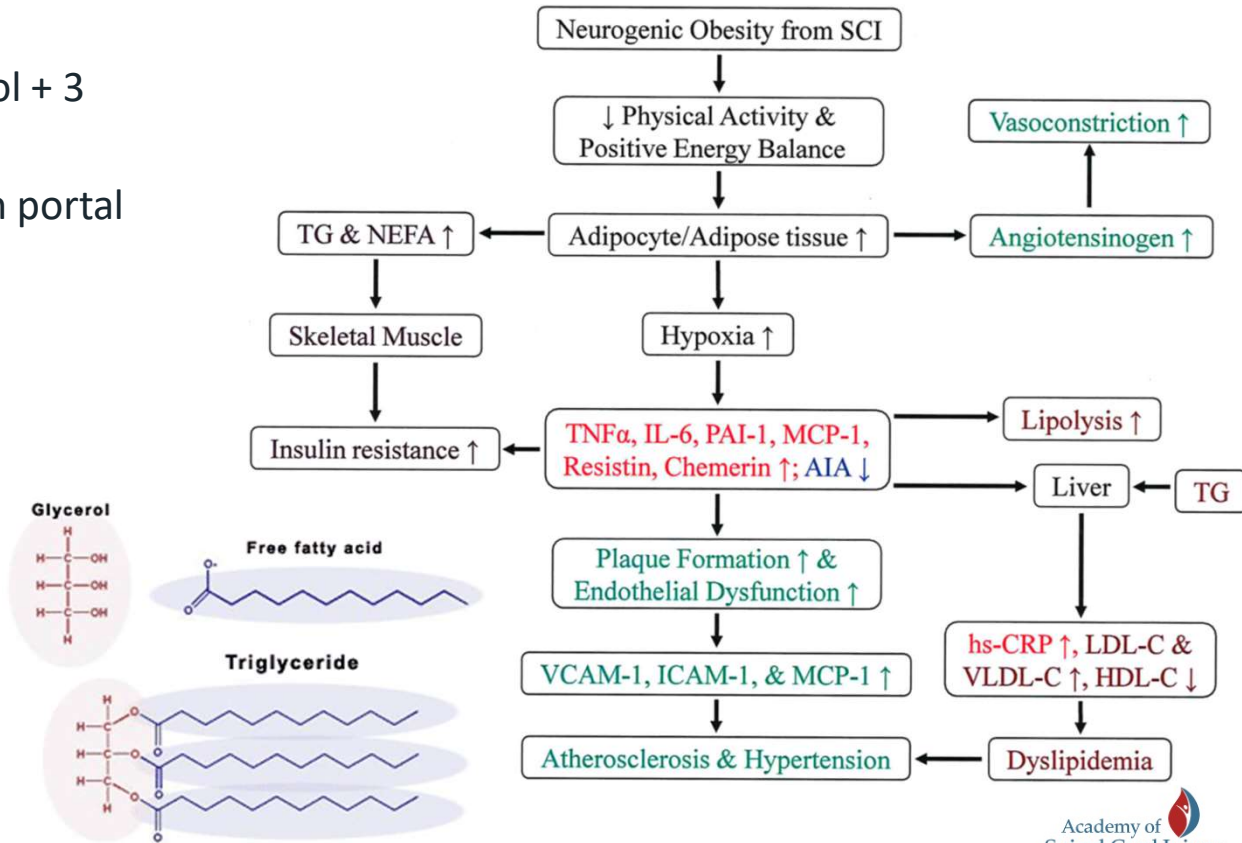 ol + 3
n portal
Neurogenic Obesity from SCI
↓ Physical Activity &
Positive Energy Balance
Vasoconstriction ↑
TG & NEFA ↑
Adipocyte/Adipose tissue ↑
Angiotensinogen ↑
Skeletal Muscle
Hypoxia ↑
Insulin resistance ↑
TNFα, IL-6, PAI-1, MCP-1,
Resistin, Chemerin ↑; AIA ↓
Lipolysis ↑
Liver
TG
Plaque Formation ↑ &
Endothelial Dysfunction ↑
VCAM-1, ICAM-1, & MCP-1 ↑
hs-CRP ↑, LDL-C &
VLDL-C ↑, HDL-C ↓
Atherosclerosis & Hypertension
Dyslipidemia
Glycerol
H
H—C—OH
H—C—OH
H—C—OH
H
Free fatty acid
O-
O
Triglyceride
H
H—C—O
O
H—C—O
O
H—C—O
H
O
Academy of